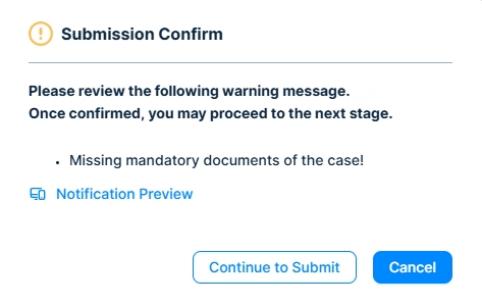 Submission Confirm
Please review the following warning message.
Once confirmed, you may proceed to the next stage.
• Missing mandatory documents of the case!
Notification Preview
Continue to Submit
Cancel